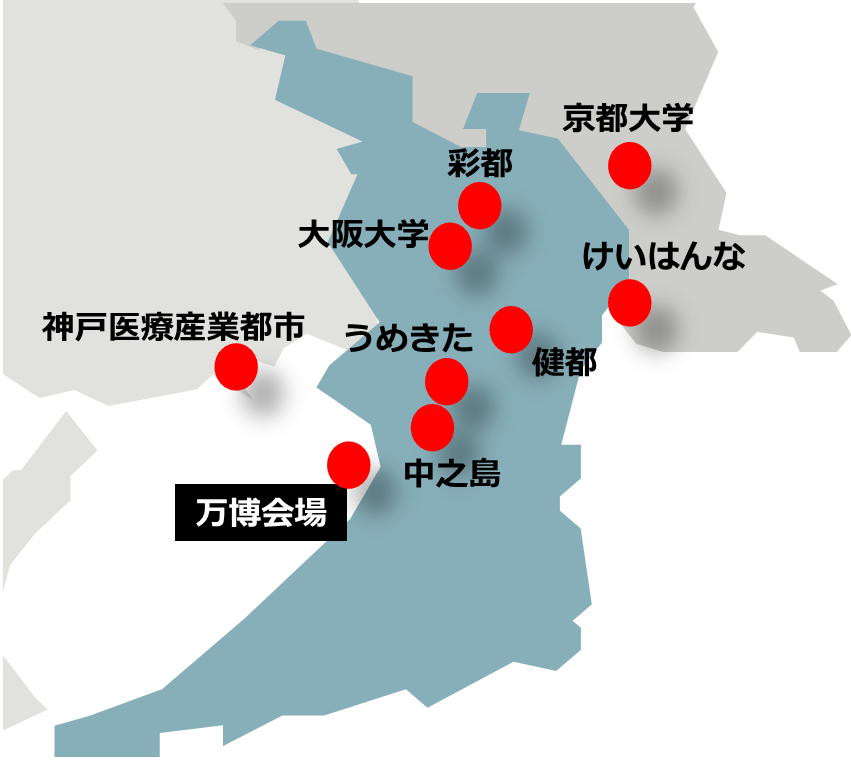 京都大学
彩都
大阪大学
けいはんな
神戸医療産業都市
うめきた
健都
中之島
万博会場